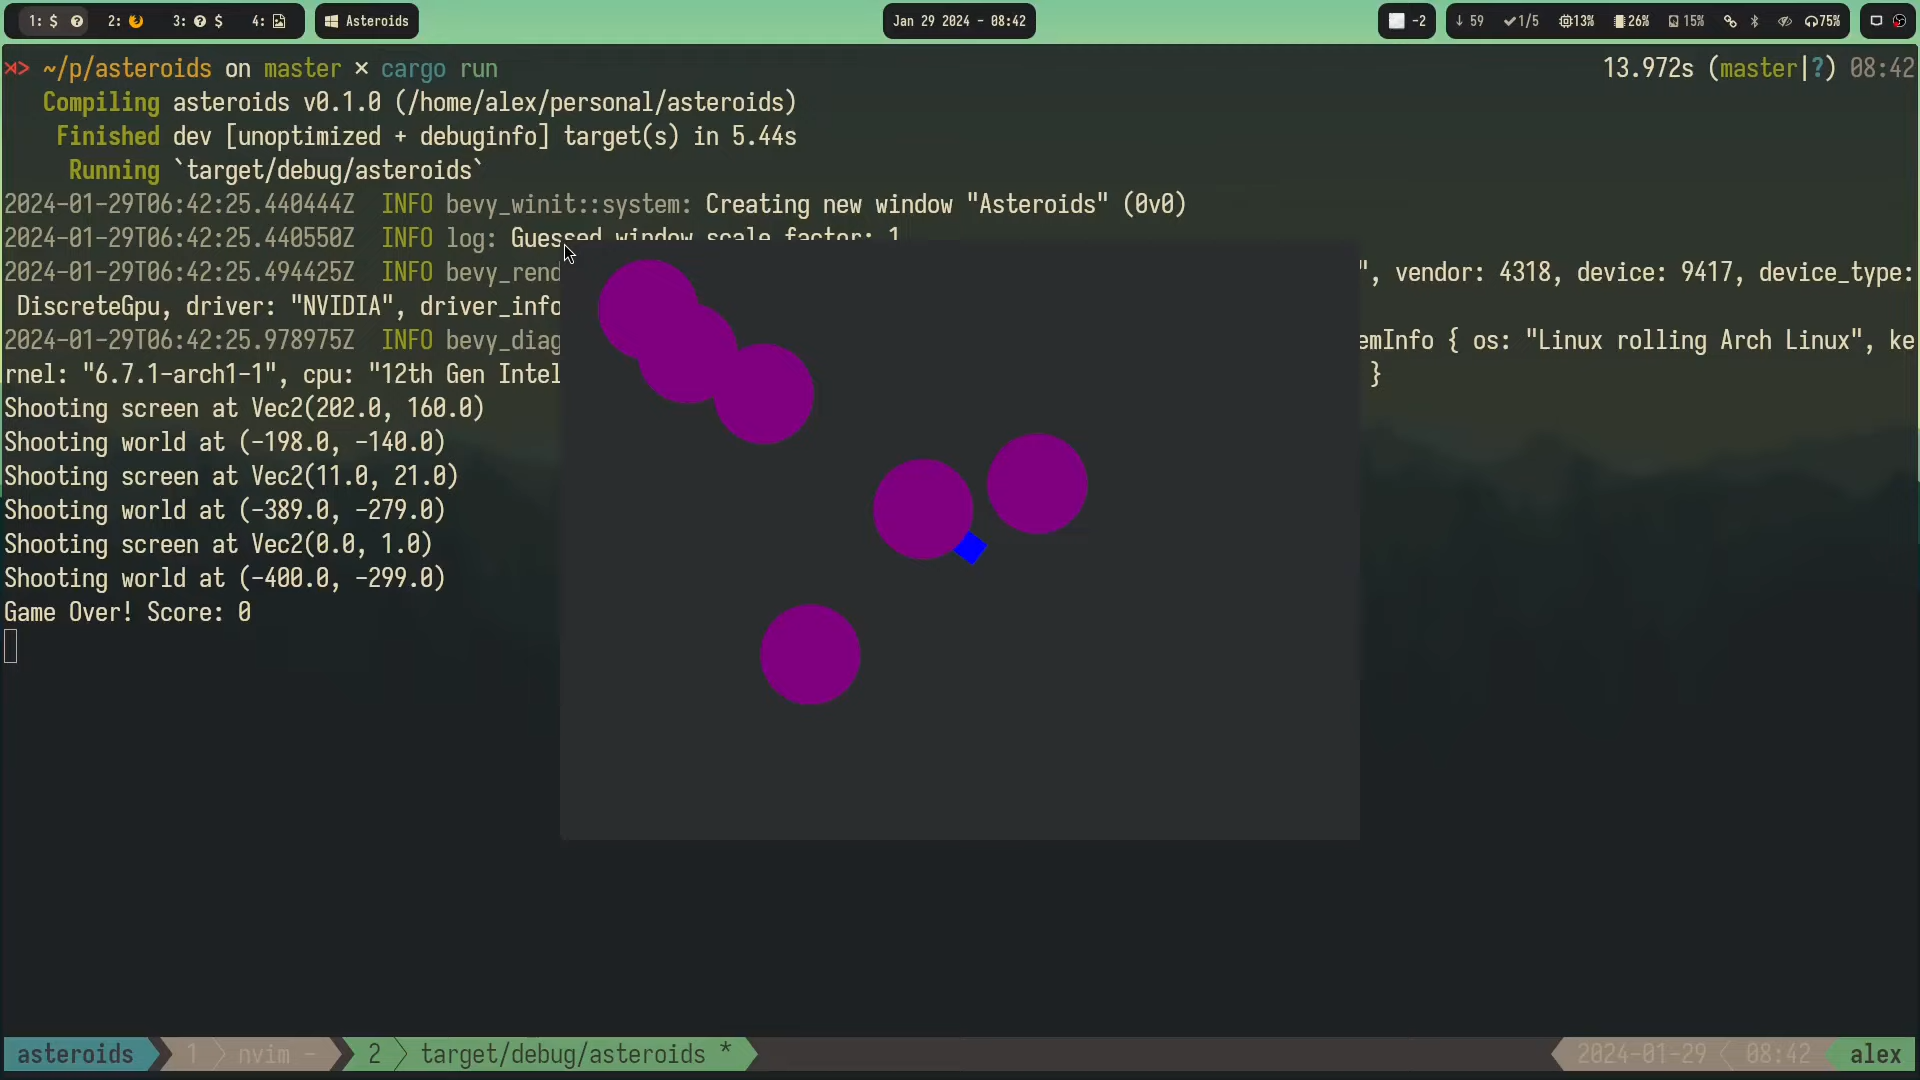 1: $ 2: 3: $ 4: Asteroids Jan 29 2024 - 08:42 -2 ↓ 59 ✓1/5 13% 26% 15% 75%
~/p/asteroids on master × cargo run 13.972s (master|?) 08:42
Compiling asteroids v0.1.0 (/home/alex/personal/asteroids)
Finished dev [unoptimized + debuginfo] target(s) in 5.44s
Running `target/debug/asteroids`
2024-01-29T06:42:25.440444Z INFO bevy_winit::system: Creating new window "Asteroids" (0v0)
2024-01-29T06:42:25.440550Z INFO log: Guessed window scale factor: 1
2024-01-29T06:42:25.494425Z INFO bevy_rend ", vendor: 4318, device: 9417, device_type:
DiscreteGpu, driver: "NVIDIA", driver_info
2024-01-29T06:42:25.978975Z INFO bevy_diag emInfo { os: "Linux rolling Arch Linux", ke
rnel: "6.7.1-arch1-1", cpu: "12th Gen Intel }
Shooting screen at Vec2(202.0, 160.0)
Shooting world at (-198.0, -140.0)
Shooting screen at Vec2(11.0, 21.0)
Shooting world at (-389.0, -279.0)
Shooting screen at Vec2(0.0, 1.0)
Shooting world at (-400.0, -299.0)
Game Over! Score: 0
asteroids 1 nvim - 2 target/debug/asteroids * 2024-01-29 08:42 alex